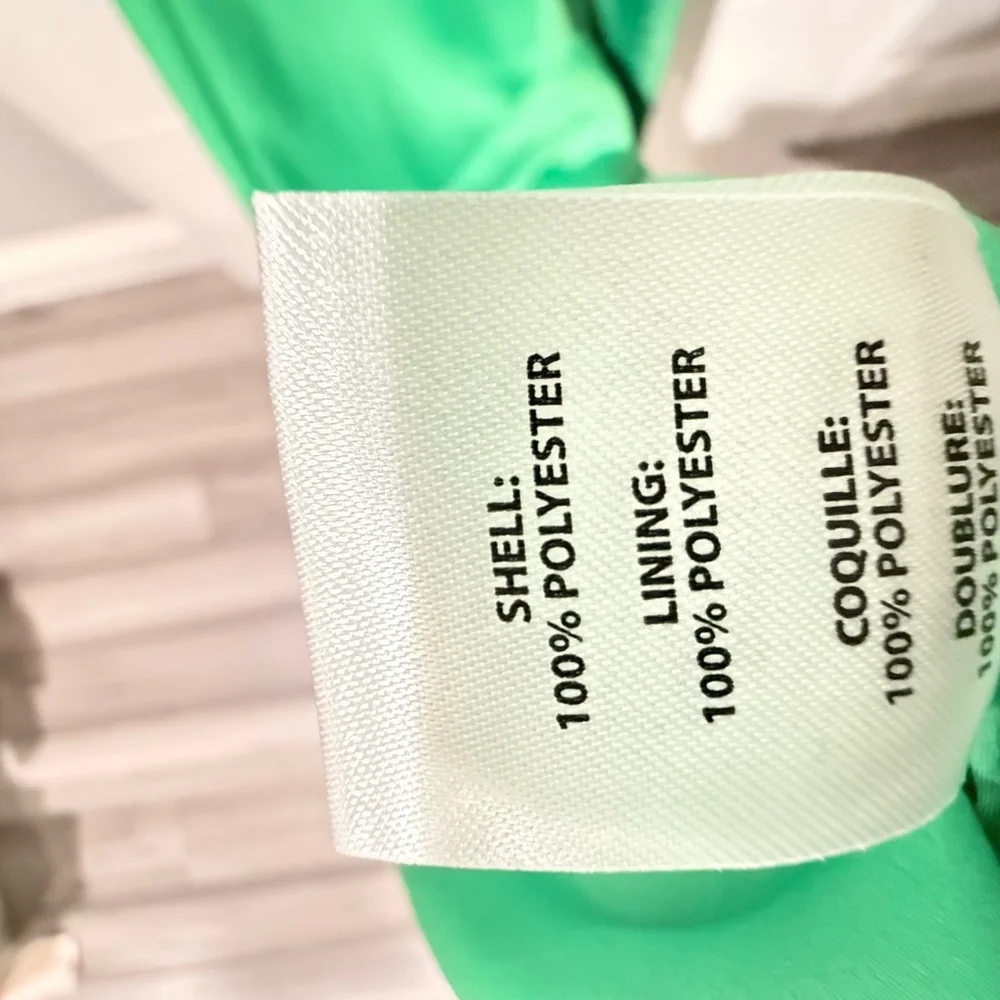 SHELL:
100% POLYESTER
LINING:
100% POLYESTER
COQUILLE:
100% POLYESTER
DOUBLURE:
100% POLYESTER